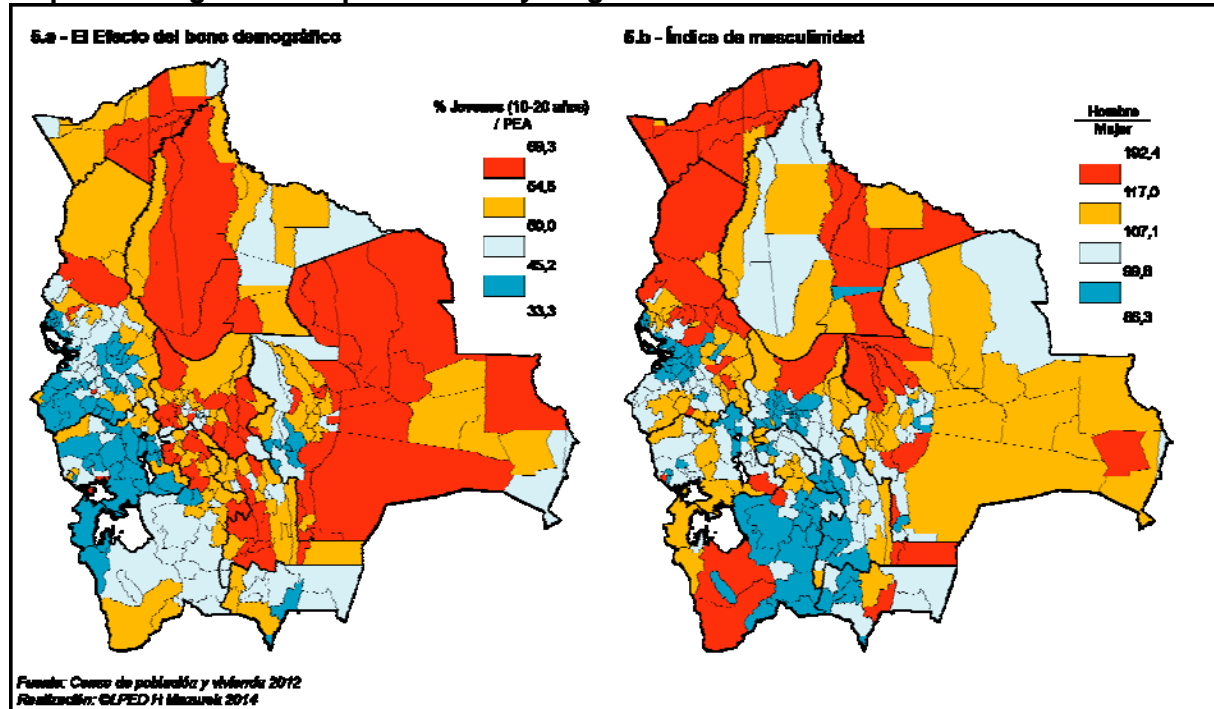 5.a - El Efecto del bono demográfico
5.b - Índice de masculinidad
% Jovenes (10-20 años)
/ PEA
69,3
54,5
50,0
45,2
33,3
Hombre
Mujer
192,4
117,0
107,1
99,8
86,3
Fuente: Censo de población y vivienda 2012
Realización: ©LPED H Mazurek 2014